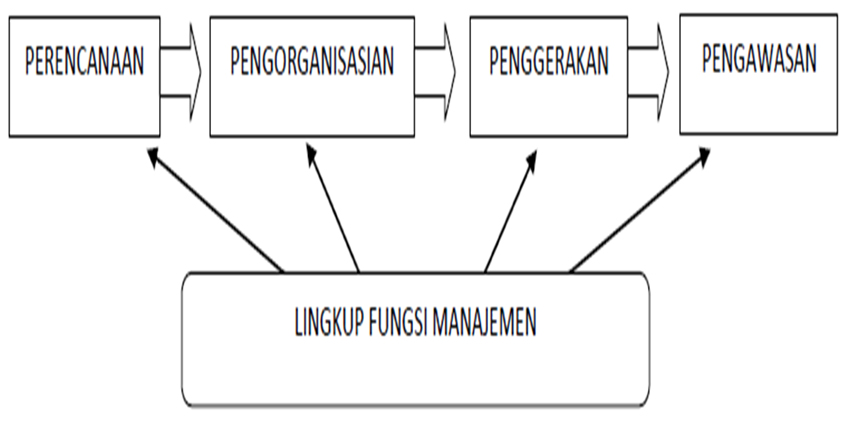 PERENCANAAN
PENGORGANISASIAN
PENGGERAKAN
PENGAWASAN
LINGKUP FUNGSI MANAJEMEN